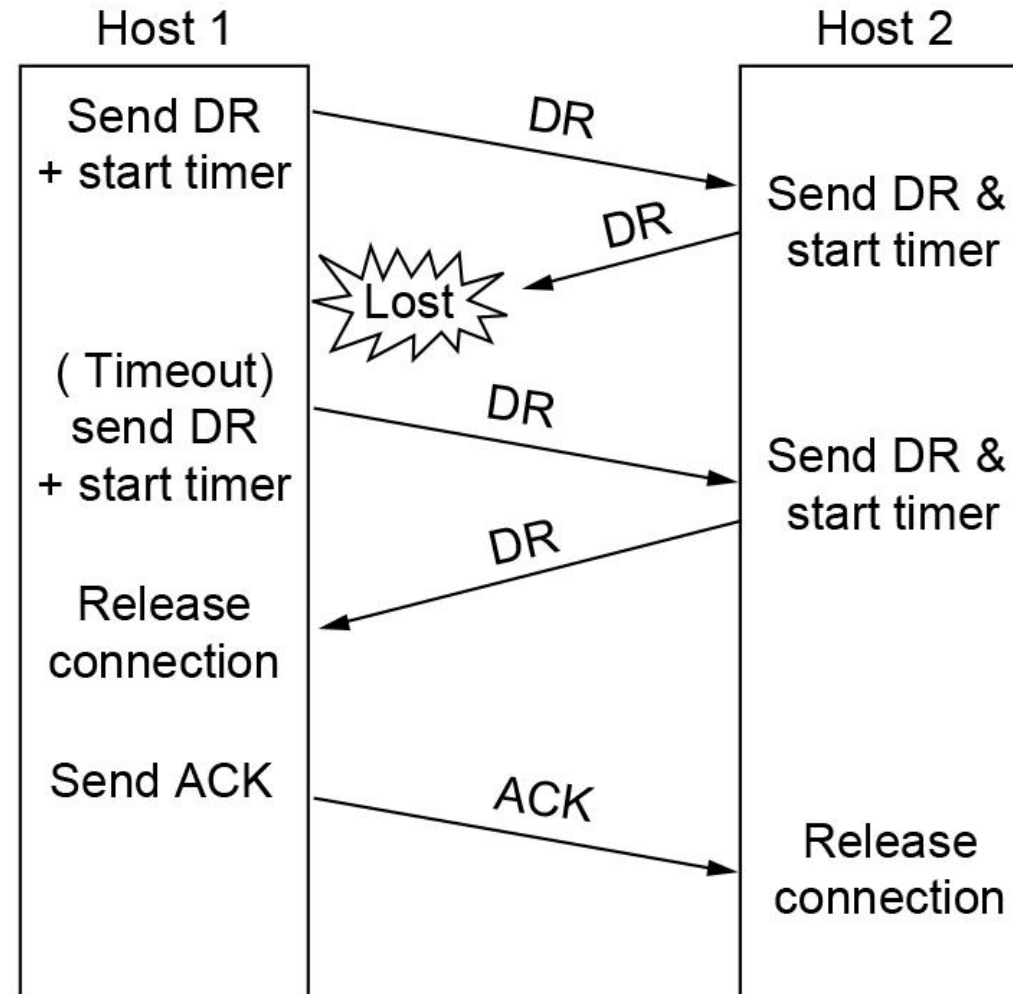 Host 1
Host 2
Send DR
+ start timer
DR
Send DR &
start timer
DR
Lost
( Timeout)
send DR
+ start timer
DR
Send DR &
start timer
DR
Release
connection
Send ACK
ACK
Release
connection